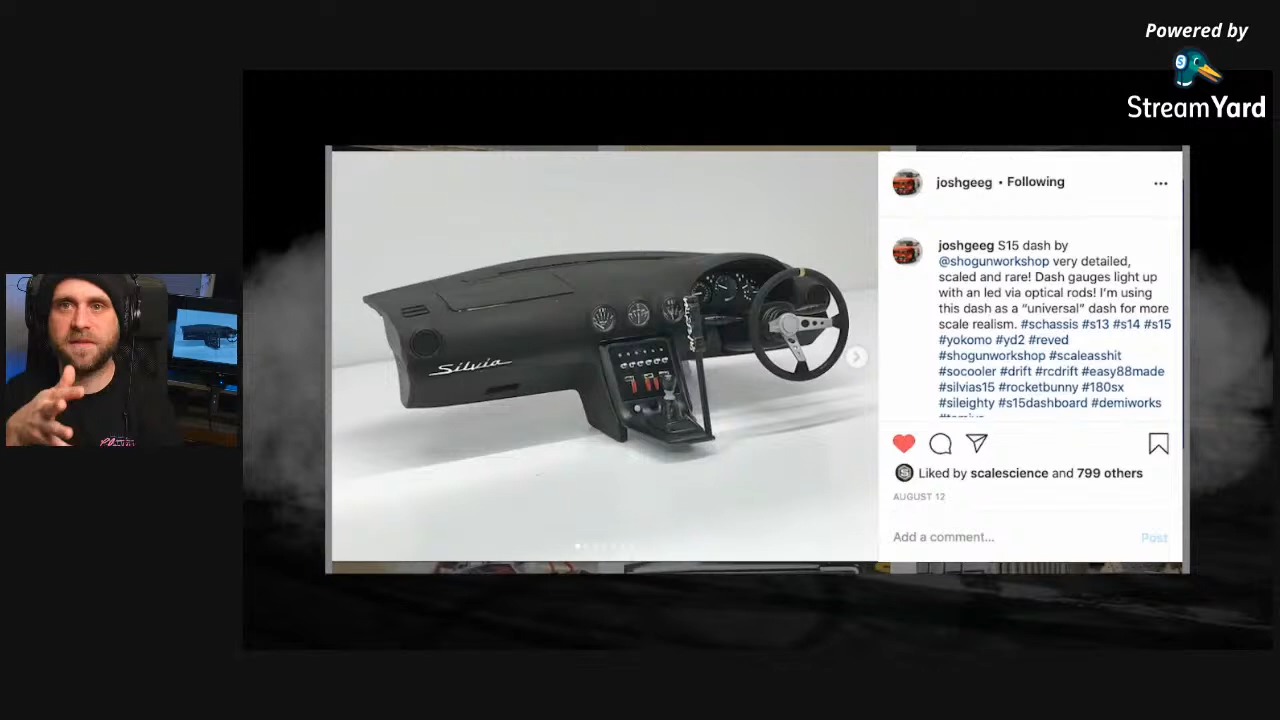 Powered by
StreamYard
joshgeeg • Following
joshgeeg S15 dash by
@shogunworkshop very detailed,
scaled and rare! Dash gauges light up
with an led via optical rods! I'm using
this dash as a “universal” dash for more
scale realism. #schassis #s13 #s14 #s15
#yokomo #yd2 #reved
#shogunworkshop #scaleasshit
#socooler #drift #rcdrift #easy88made
#silvias15 #rocketbunny #180sx
#sileighty #s15dashboard #demiworks
Silvia
Liked by scalescience and 799 others
AUGUST 12
Add a comment...
Post